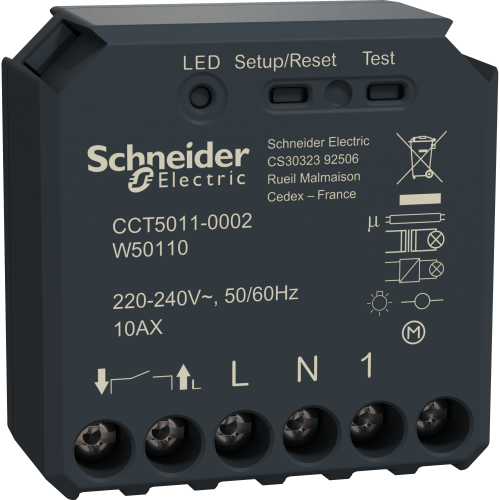 LED Setup/Reset Test
Schneider
Electric
Schneider Electric
CS30323 92506
Rueil Malmaison
Cedex – France
CCT5011-0002
W50110
μ
220-240V~, 50/60Hz
10AX
M
L L N 1